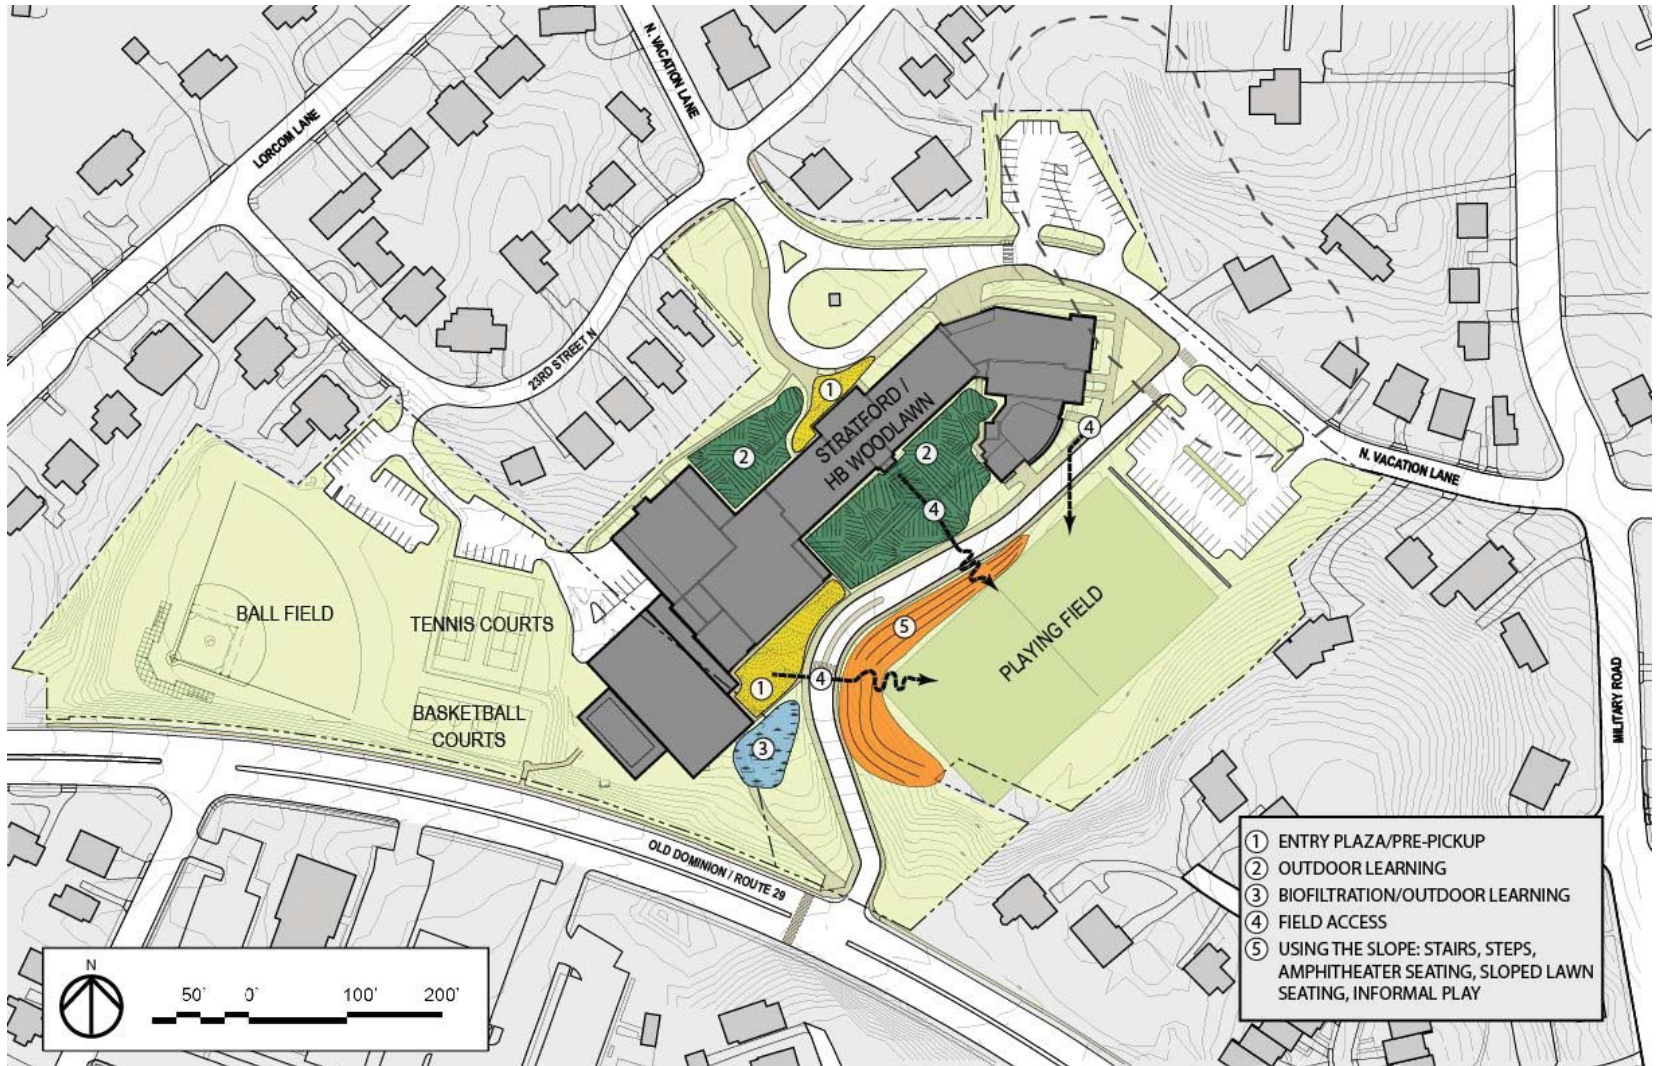 N. VACATION LANE
LORCOM LANE
23RD STREET N
1
STRATFORD /
HB WOODLAWN
2
2
4
4
N. VACATION LANE
BALL FIELD
TENNIS COURTS
5
PLAYING FIELD
1
4
BASKETBALL
COURTS
3
MILITARY ROAD
OLD DOMINION / ROUTE 29
1 ENTRY PLAZA/PRE-PICKUP
2 OUTDOOR LEARNING
3 BIOFILTRATION/OUTDOOR LEARNING
4 FIELD ACCESS
5 USING THE SLOPE: STAIRS, STEPS,
AMPHITHEATER SEATING, SLOPED LAWN
SEATING, INFORMAL PLAY
N
50' 0' 100' 200'